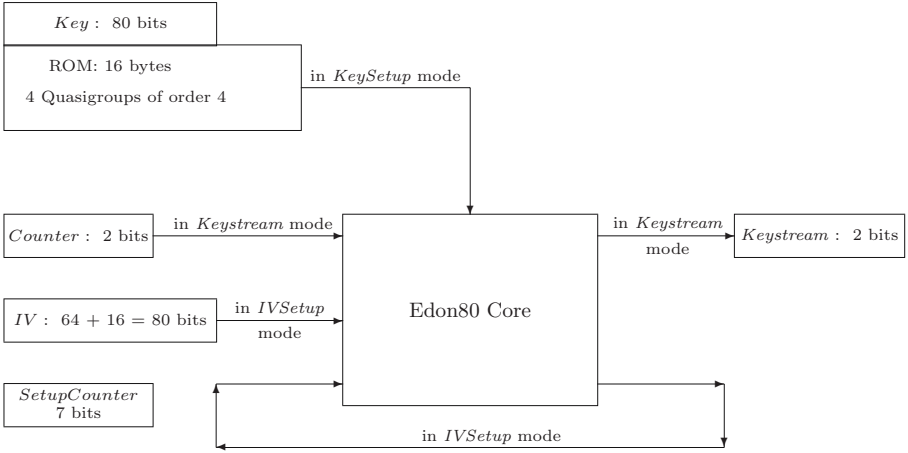 Key : 80 bits
ROM: 16 bytes
4 Quasigroups of order 4
in KeySetup mode
Counter : 2 bits
in Keystream mode
in Keystream
mode
Keystream : 2 bits
IV : 64 + 16 = 80 bits
in IVSetup
mode
Edon80 Core
SetupCounter
7 bits
in IVSetup mode